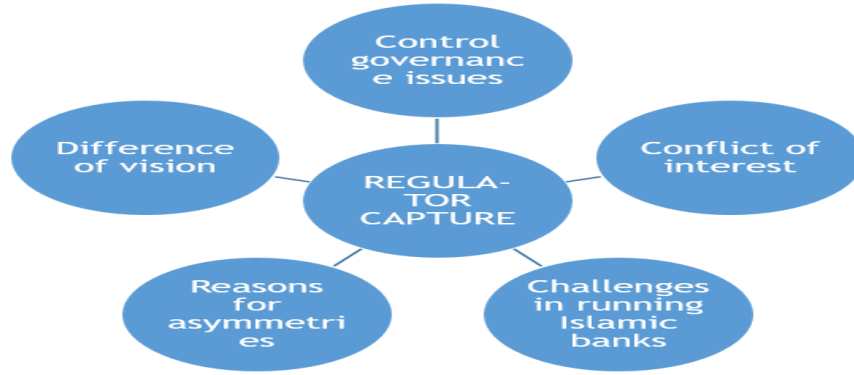 Control
governanc
e issues
Difference
of vision
Conflict of
interest
REGULA-
TOR
CAPTURE
Reasons
for
asymmetri
es
Challenges
in running
Islamic
banks